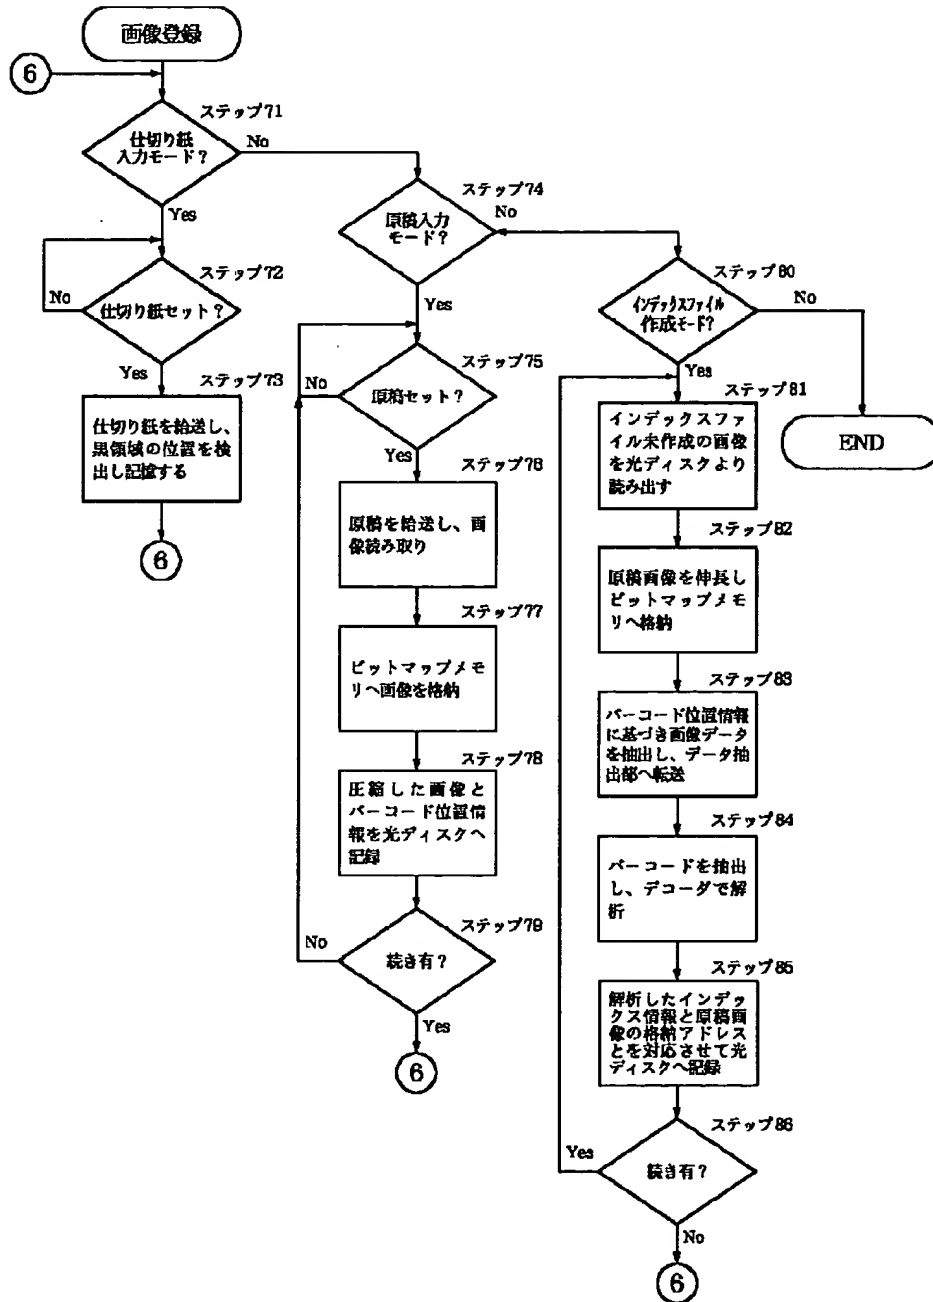 画像登録
6
ステップ71
仕切り紙
入力モード？
No
Yes
ステップ72
仕切り紙セット？
No
Yes
ステップ73
仕切り紙を給送し、
黒領域の位置を検
出し記憶する
6
ステップ74
原稿入力
モード？
No
Yes
ステップ75
原稿セット？
No
Yes
ステップ76
原稿を給送し、画
像読み取り
ステップ77
ビットマップメモ
リへ画像を格納
ステップ78
圧縮した画像と
バーコード位置情
報を光ディスクへ
記録
ステップ79
続き有？
No
Yes
6
ステップ80
インデックスファイル
作成モード？
No
Yes
END
ステップ81
インデックスファ
イル未作成の画像
を光ディスクより
読み出す
ステップ82
原稿画像を伸長し
ビットマップメモ
リへ格納
ステップ83
バーコード位置情報
に基づき画像データ
を抽出し、データ抽
出部へ転送
ステップ84
バーコードを抽出
し、デコーダで解
析
ステップ85
解析したインデッ
クス情報と原稿画
像の格納アドレス
とを対応させて光
ディスクへ記録
ステップ86
続き有？
Yes
No
6